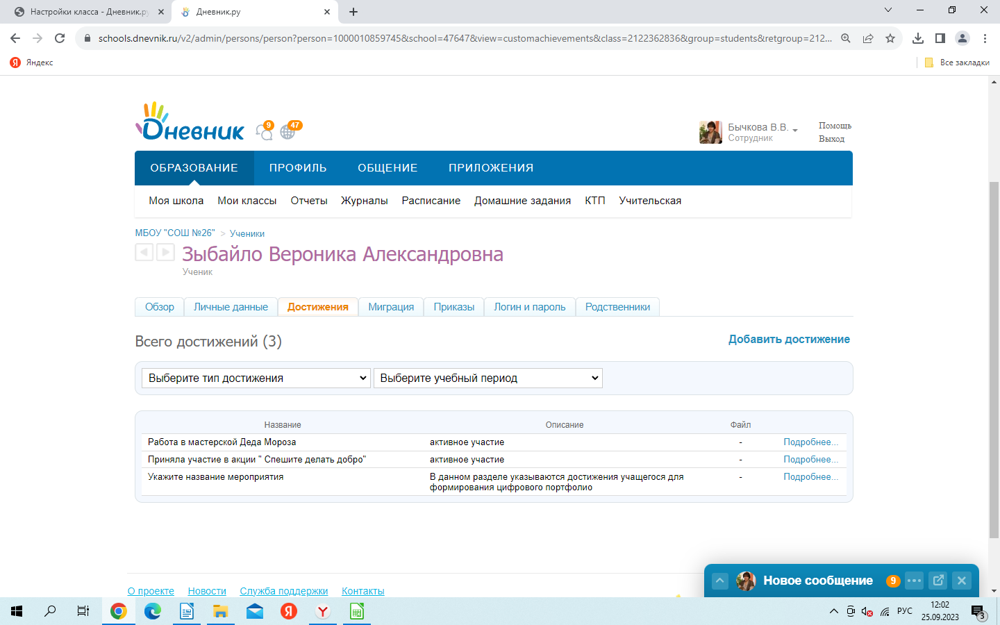 Настройки класса - Дневник.ру
Дневник.ру
schools.dnevnik.ru/v2/admin/persons/person?person=1000010859745&school=47647&view=customachievements&class=2122362836&group=students&retgroup=212...
Яндекс
Все закладки
Дневник
9
47
Бычкова В.В.
Сотрудник
Помощь
Выход
ОБРАЗОВАНИЕ ПРОФИЛЬ ОБЩЕНИЕ ПРИЛОЖЕНИЯ
Моя школа Мои классы Отчеты Журналы Расписание Домашние задания КТП Учительская
МБОУ "СОШ №26" > Ученики
Зыбайло Вероника Александровна
Ученик
Обзор Личные данные Достижения Миграция Приказы Логин и пароль Родственники
Всего достижений (3)
Добавить достижение
Выберите тип достижения Выберите учебный период
Название Описание Файл
Работа в мастерской Деда Мороза активное участие - Подробнее...
Приняла участие в акции " Спешите делать добро" активное участие - Подробнее...
Укажите название мероприятия В данном разделе указываются достижения учащегося для - Подробнее...
формирования цифрового портфолио
Новое сообщение 9
О проекте Новости Служба поддержки Контакты
РУС
12:02
25.09.2023
3